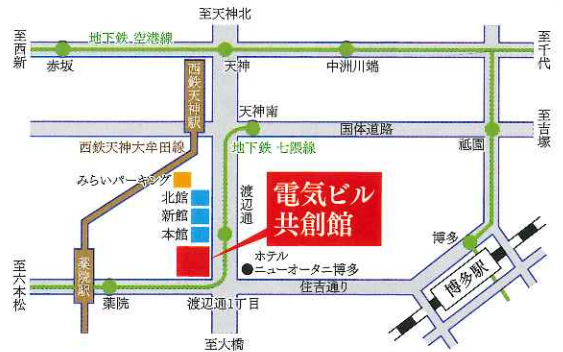 至天神北
至西新
地下鉄 空港線
至千代
赤坂
天神
中洲川端
西鉄天神駅
天神南
至吉塚
国体道路
西鉄天神大牟田線
地下鉄 七隈線
祗園
みらいパーキング
北館
新館
本館
渡辺通
電気ビル
共創館
博多
ホテル
ニューオータニ博多
博多駅
至六本松
薬院駅
薬院
渡辺通1丁目
住吉通り
至大橋